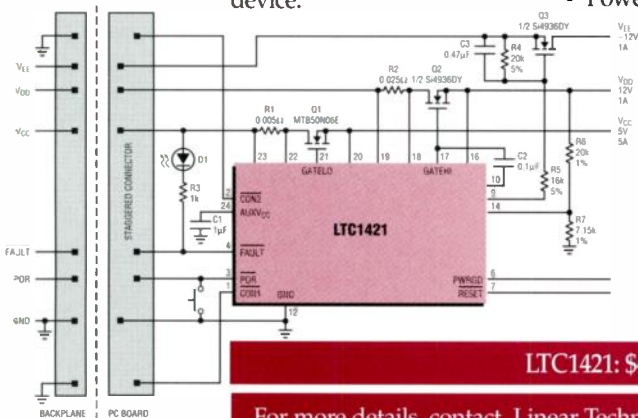 device.
Power
Q3
1/2 Si4936DY
C3
0.47µF
R4
20k
5%
VEE
–12V
1A
R2
0.025Ω
Q2
1/2 Si4936DY
VEE
VDD
VCC
R1
0.005Ω
Q1
MTB50N06E
VDD
12V
1A
VCC
5V
5A
STAGGERED CONNECTOR
D1
R3
1k
23
22
21
20
19
18
17
16
GATELO
GATEHI
C2
0.1µF
R6
20k
1%
R5
16k
5%
R7
7.15k
1%
2
CON2
24
AUXVCC
C1
1µF
4
FAULT
3
POR
1
CON1
GND
12
LTC1421
10
9
14
PWRGD
6
RESET
7
FAULT
POR
GND
BACKPLANE
PC BOARD
LTC1421: $
For more details, contact Linear Techn